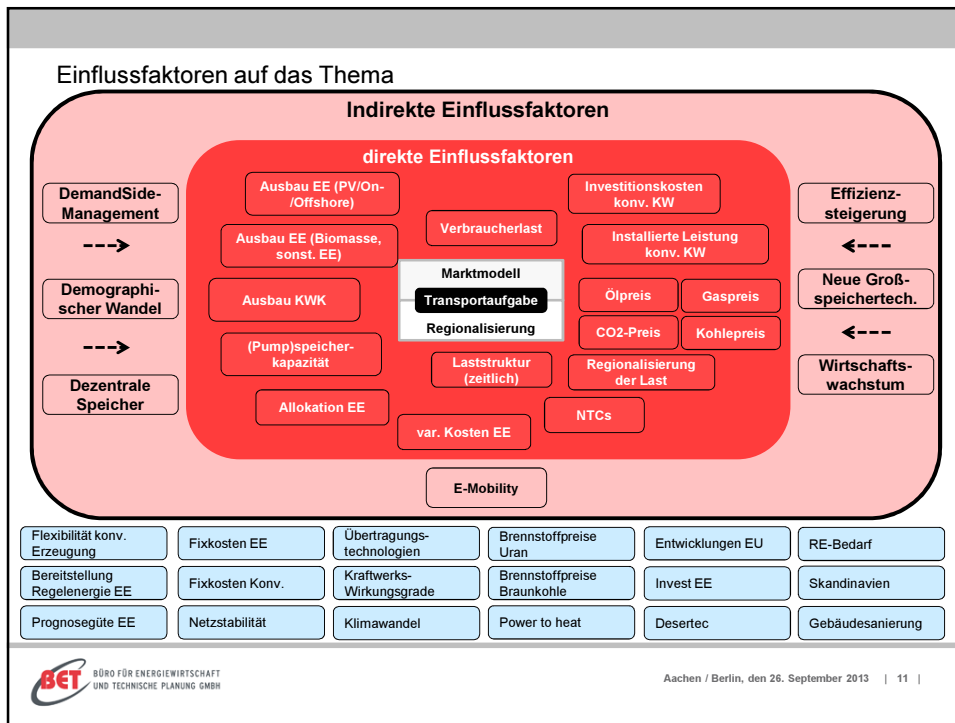 Einflussfaktoren auf das Thema
Indirekte Einflussfaktoren
direkte Einflussfaktoren
DemandSide-
Management
Demographi-
scher Wandel
Dezentrale
Speicher
Ausbau EE (PV/On-
/Offshore)
Ausbau EE (Biomasse,
sonst. EE)
Ausbau KWK
(Pump)speicher-
kapazität
Allokation EE
Verbraucherlast
Marktmodell
Transportaufgabe
Regionalisierung
Laststruktur
(zeitlich)
var. Kosten EE
Investitionskosten
konv. KW
Installierte Leistung
konv. KW
Ölpreis
Gaspreis
CO2-Preis
Kohlepreis
Regionalisierung
der Last
NTCs
Effizienz-
steigerung
Neue Groß-
speichertech.
Wirtschafts-
wachstum
E-Mobility
Flexibilität konv.
Erzeugung
Fixkosten EE
Übertragungs-
technologien
Brennstoffpreise
Uran
Entwicklungen EU
RE-Bedarf
Bereitstellung
Regelenergie EE
Fixkosten Konv.
Kraftwerks-
Wirkungsgrade
Brennstoffpreise
Braunkohle
Invest EE
Skandinavien
Prognosegüte EE
Netzstabilität
Klimawandel
Power to heat
Desertec
Gebäudesanierung
BET
BÜRO FÜR ENERGIEWIRTSCHAFT
UND TECHNISCHE PLANUNG GMBH
Aachen / Berlin, den 26. September 2013 | 11 |